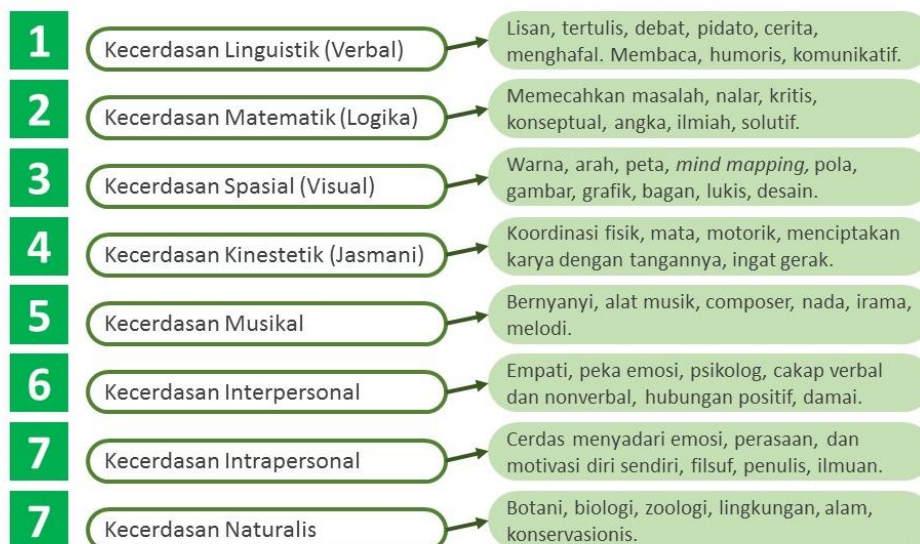 1
Kecerdasan Linguistik (Verbal)
Lisan, tertulis, debat, pidato, cerita,
menghafal. Membaca, humoris, komunikatif.
2
Kecerdasan Matematik (Logika)
Memecahkan masalah, nalar, kritis,
konseptual, angka, ilmiah, solutif.
3
Kecerdasan Spasial (Visual)
Warna, arah, peta, mind mapping, pola,
gambar, grafik, bagan, lukis, desain.
4
Kecerdasan Kinestetik (Jasmani)
Koordinasi fisik, mata, motorik, menciptakan
karya dengan tangannya, ingat gerak.
5
Kecerdasan Musikal
Bernyanyi, alat musik, composer, nada, irama,
melodi.
6
Kecerdasan Interpersonal
Empati, peka emosi, psikolog, cakap verbal
dan nonverbal, hubungan positif, damai.
7
Kecerdasan Intrapersonal
Cerdas menyadari emosi, perasaan, dan
motivasi diri sendiri, filsuf, penulis, ilmuan.
7
Kecerdasan Naturalis
Botani, biologi, zoologi, lingkungan, alam,
konservasionis.